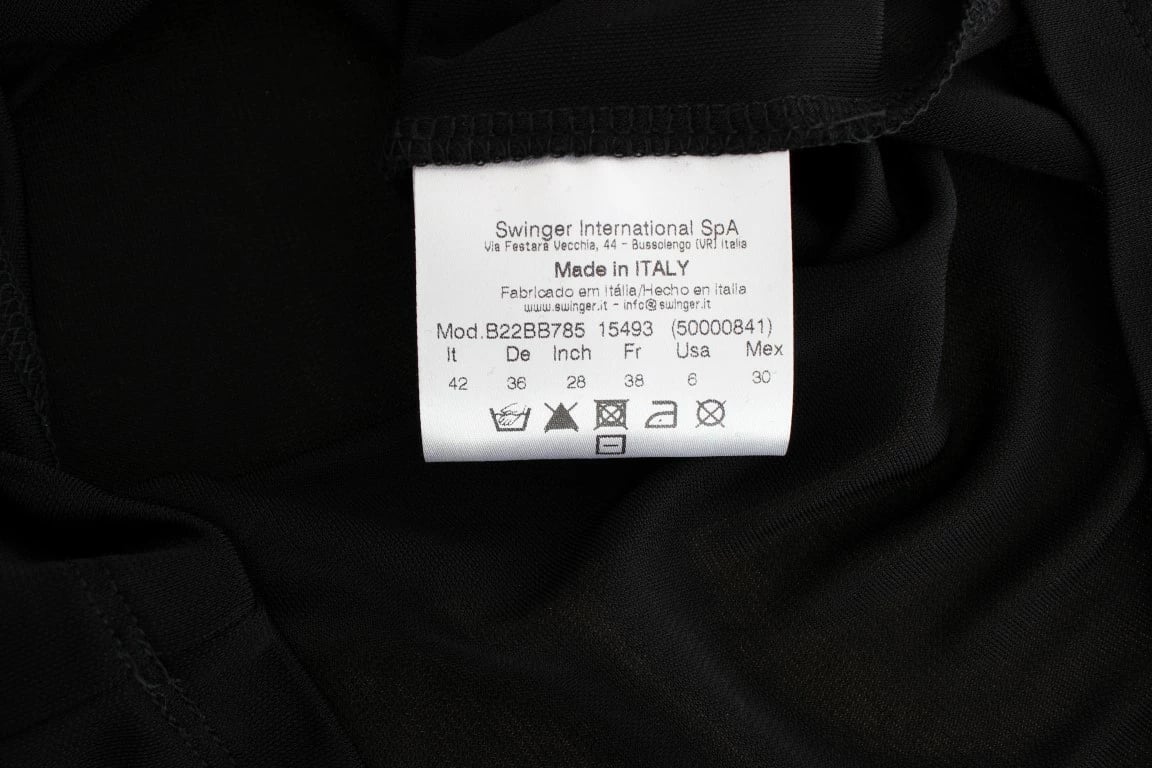 Swinger International SpA
Via Festara Vecchia, 44 - Bussolengo (VR) Italia
Made in ITALY
Fabricado em Itália/Hecho en Italia
www.swinger.it - info@swinger.it
Mod.B22BB785 15493 (50000841)
It De Inch Fr Usa Mex
42 36 28 38 6 30